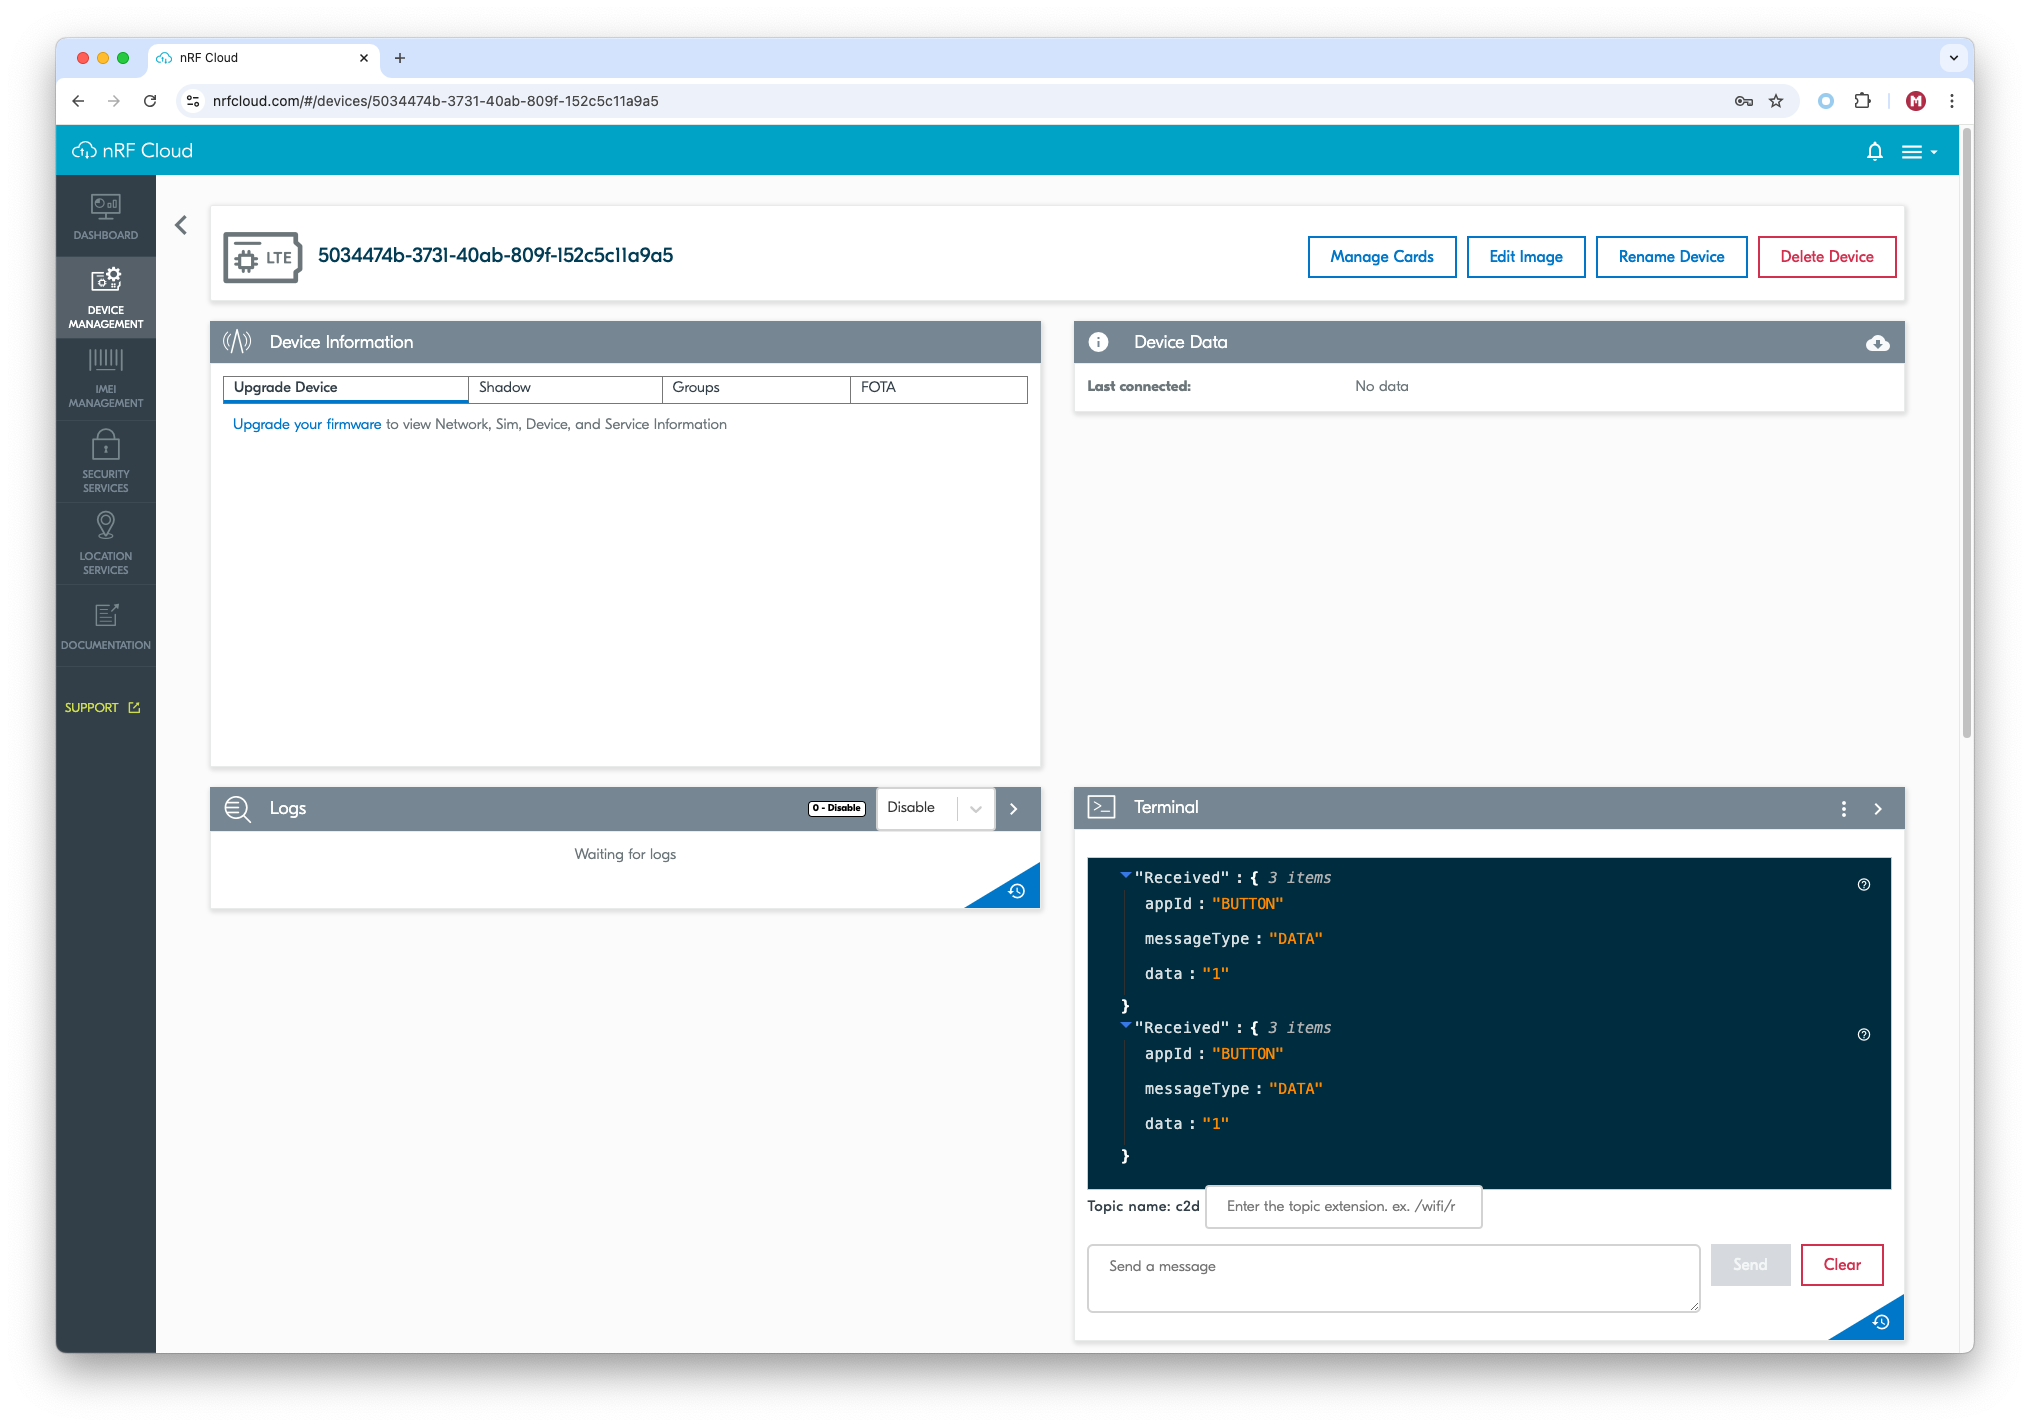 nRF Cloud
nrfcloud.com/#/devices/5034474b-3731-40ab-809f-152c5c11a9a5
M
nRF Cloud
DASHBOARD
DEVICE
MANAGEMENT
IMEI
MANAGEMENT
SECURITY
SERVICES
LOCATION
SERVICES
DOCUMENTATION
SUPPORT
LTE
5034474b-3731-40ab-809f-152c5c11a9a5
Manage Cards
Edit Image
Rename Device
Delete Device
Device Information
Upgrade Device
Shadow
Groups
FOTA
Upgrade your firmware to view Network, Sim, Device, and Service Information
Device Data
Last connected:
No data
Logs
0 - Disable
Disable
Waiting for logs
Terminal
"Received" : { 3 items
appId : "BUTTON"
messageType : "DATA"
data : "1"
}
"Received" : { 3 items
appId : "BUTTON"
messageType : "DATA"
data : "1"
}
Topic name: c2d
Enter the topic extension. ex. /wifi/r
Send a message
Send
Clear